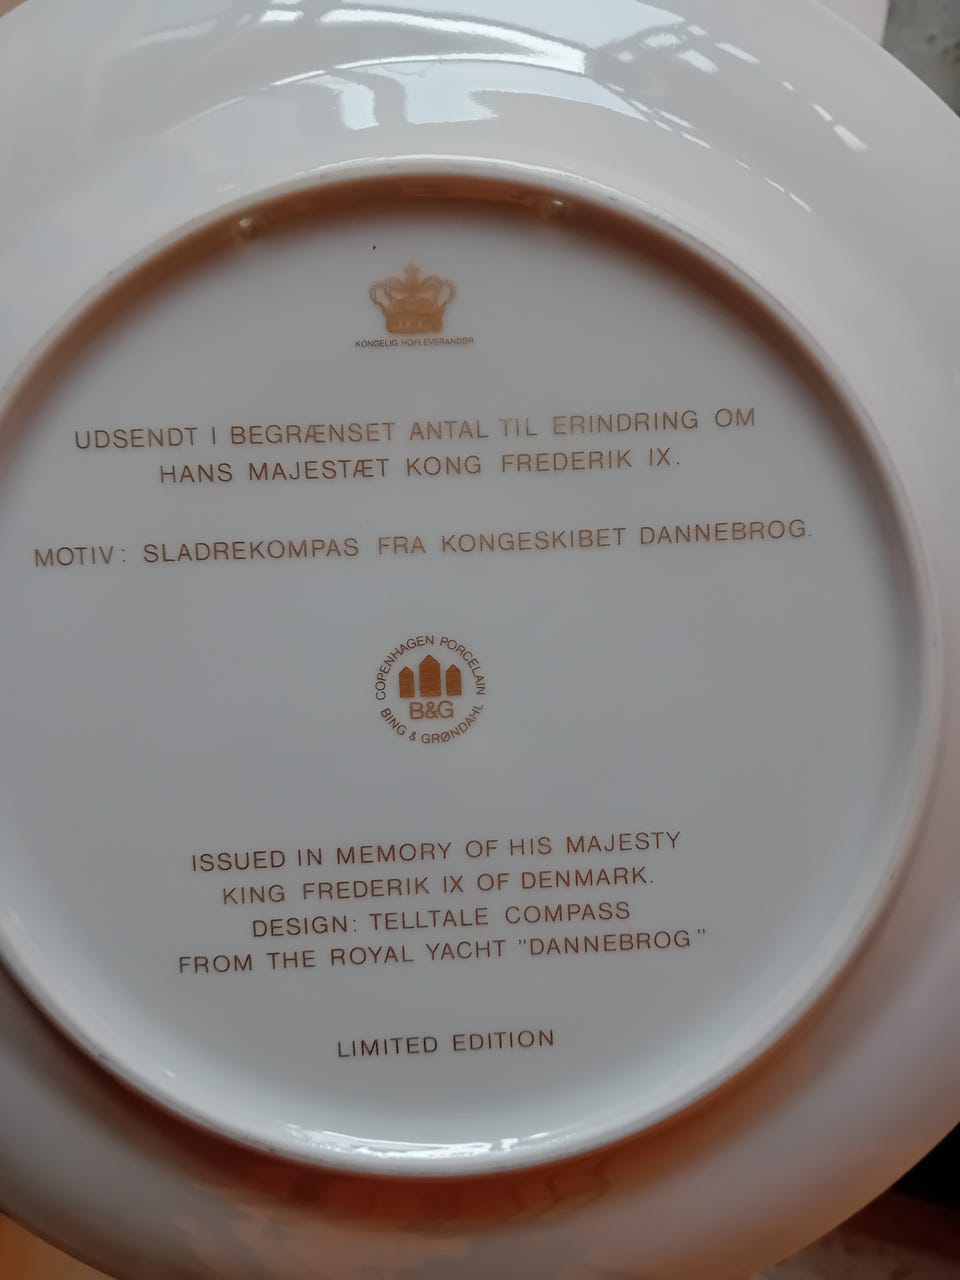 KONGELIG HOFLEVERANDØR
UDSENDT I BEGRÆNSET ANTAL TIL ERINDRING OM
HANS MAJESTÆT KONG FREDERIK IX.
MOTIV: SLADREKOMPAS FRA KONGESKIBET DANNEBROG.
COPENHAGEN PORCELAIN
B&G
BING & GRØNDAHL
ISSUED IN MEMORY OF HIS MAJESTY
KING FREDERIK IX OF DENMARK.
DESIGN: TELLTALE COMPASS
FROM THE ROYAL YACHT "DANNEBROG"
LIMITED EDITION